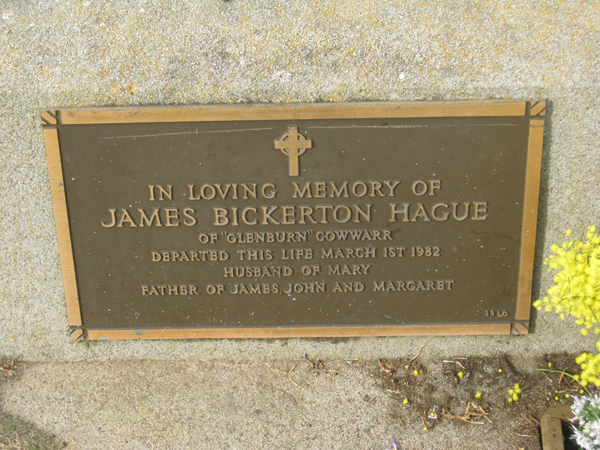 IN LOVING MEMORY OF
JAMES BICKERTON HAGUE
OF "GLENBURN" COWWARR
DEPARTED THIS LIFE MARCH 1ST 1982
HUSBAND OF MARY
FATHER OF JAMES, JOHN AND MARGARET